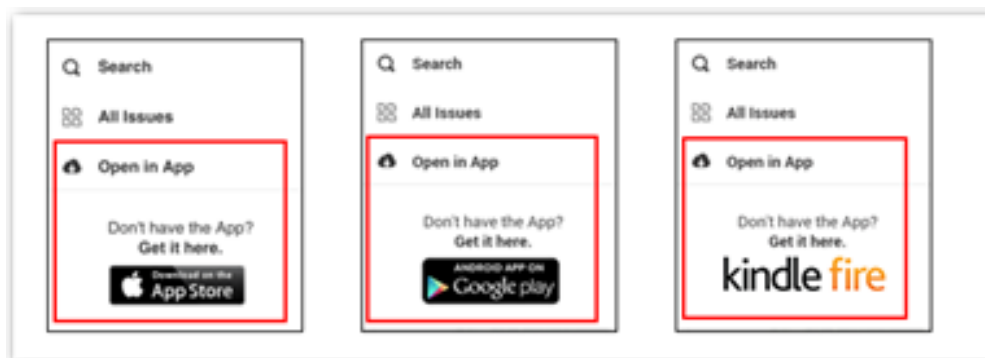 Search
All Issues
Open in App
Don't have the App?
Get it here.
Download on the
App Store
Search
All Issues
Open in App
Don't have the App?
Get it here.
ANDROID APP ON
Google play
Search
All Issues
Open in App
Don't have the App?
Get it here.
kindle fire